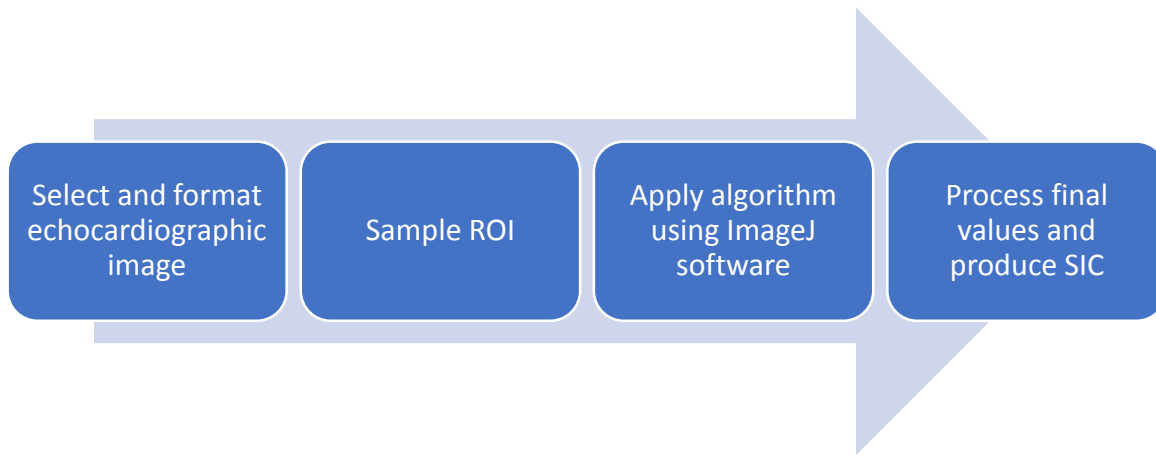 Select and format
echocardiographic
image
Sample ROI
Apply algorithm
using ImageJ
software
Process final
values and
produce SIC